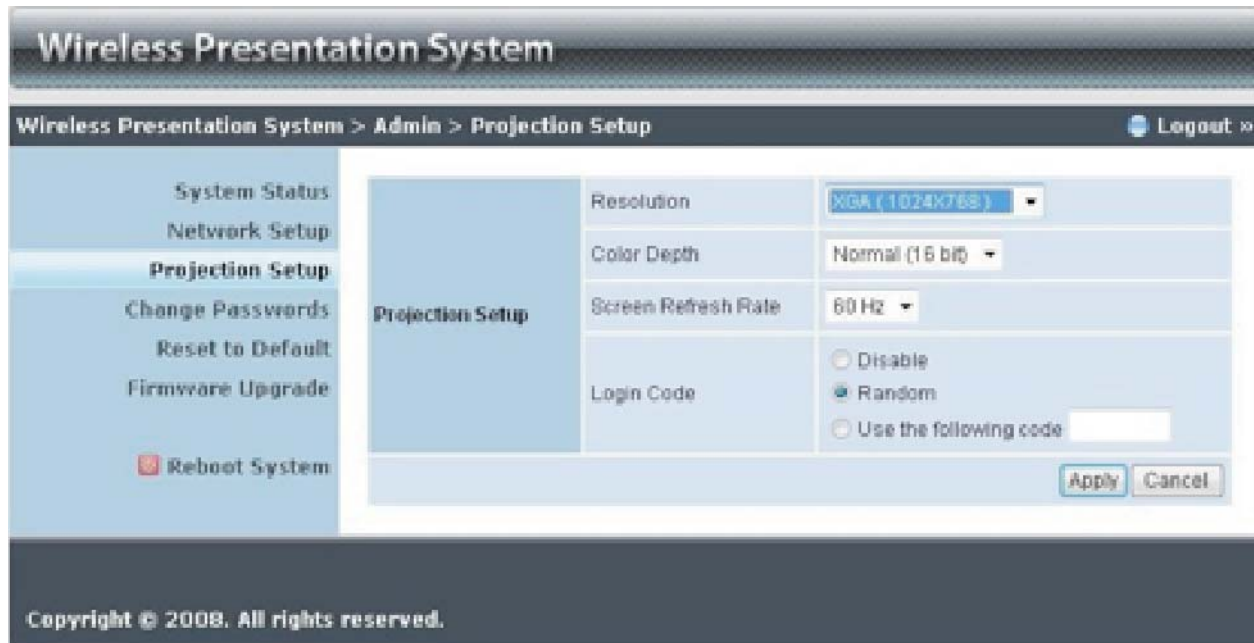 Wireless Presentation System
Wireless Presentation System > Admin > Projection Setup
Logout »
System Status
Network Setup
Projection Setup
Change Passwords
Reset to Default
Firmware Upgrade
Reboot System
Projection Setup
Resolution
XGA (1024X768)
Color Depth
Normal (16 bit)
Screen Refresh Rate
60 Hz
Login Code
Disable
Random
Use the following code
Apply
Cancel
Copyright © 2008. All rights reserved.